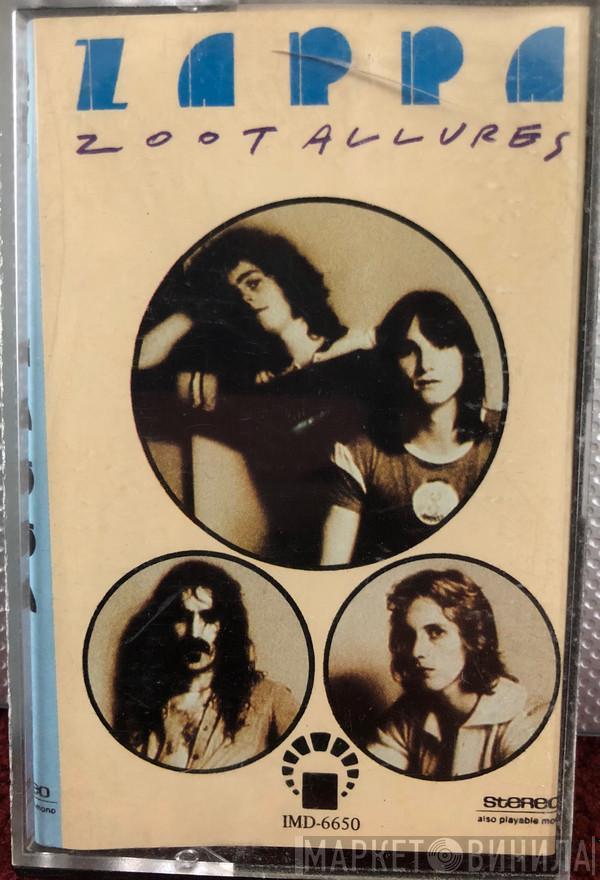 ZAPPA
ZOOT ALLURES
IMD-6650
stereo
also playable mo
МАРКЕТ ВИНИЛА